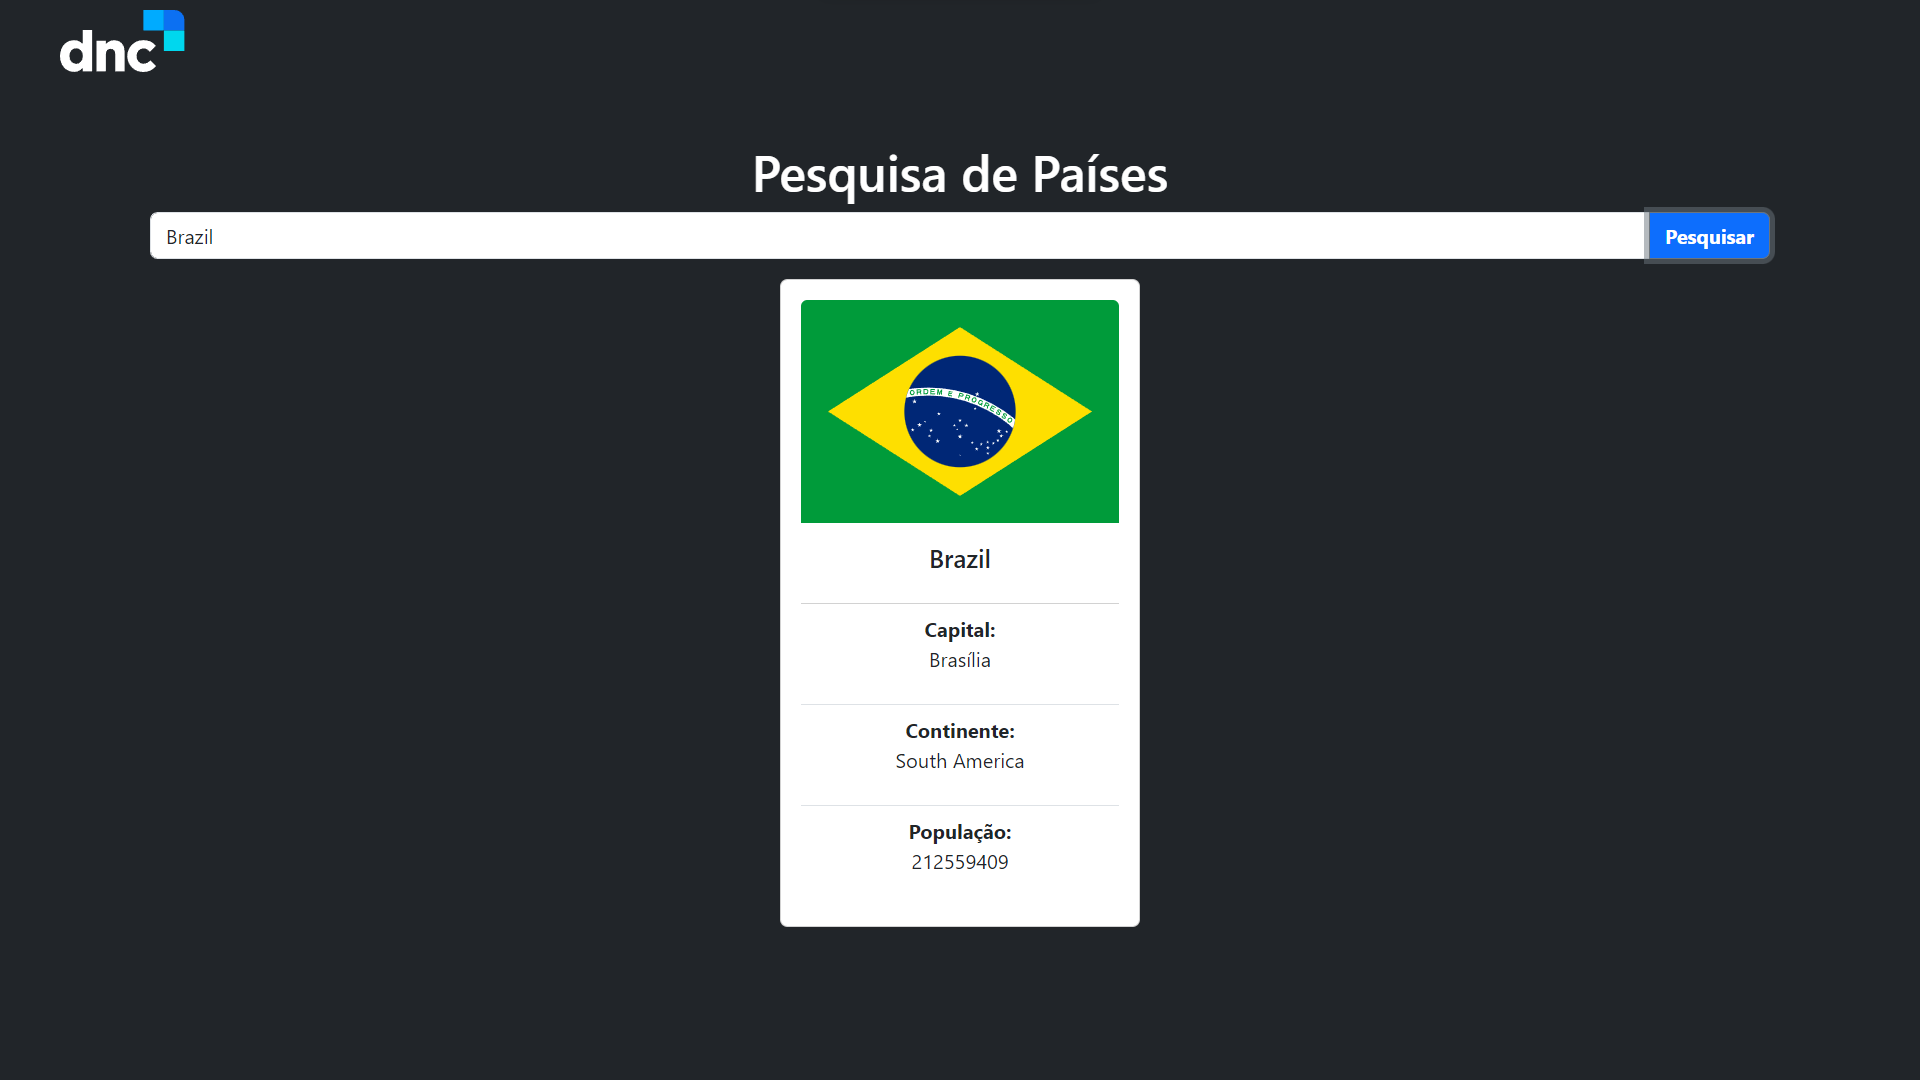 dnc
Pesquisa de Países
Brazil
Pesquisar
ORDEM E PROGRESSO
Brazil
Capital:
Brasília
Continente:
South America
População:
212559409